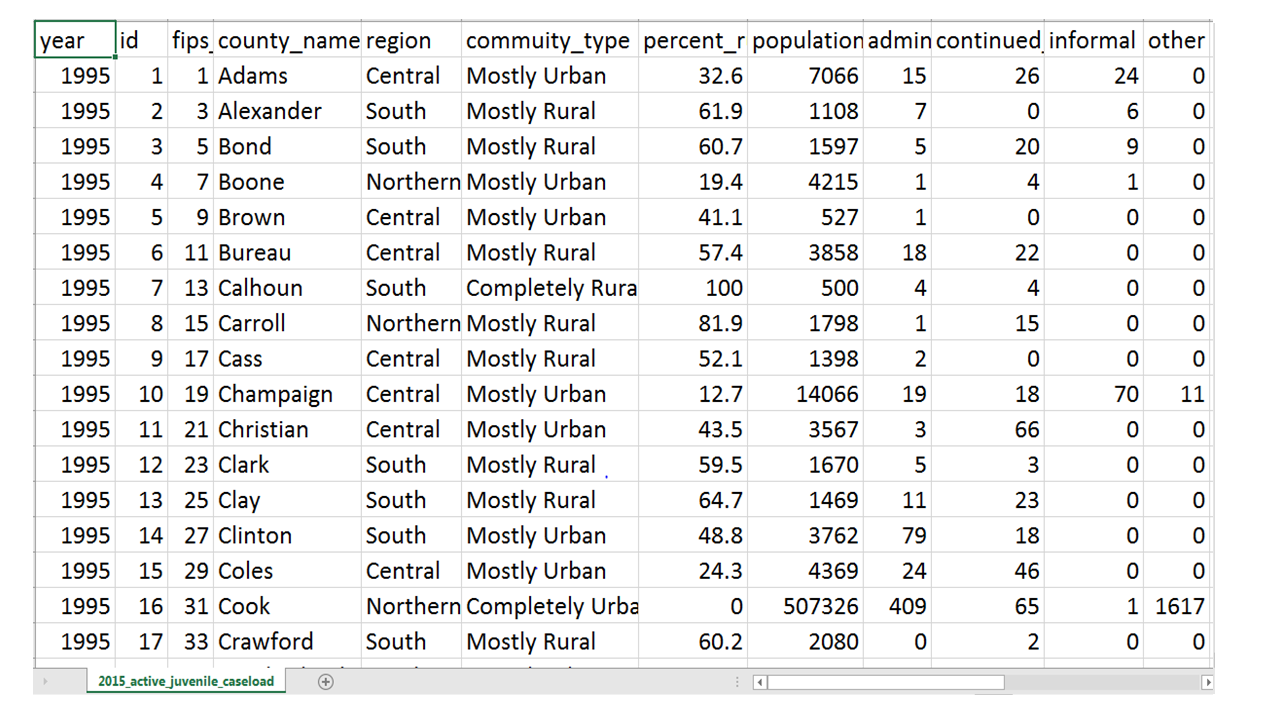 year id fips_ county_name region commuity_type percent_r population admin continued_ informal other
1995 1 1 Adams Central Mostly Urban 32.6 7066 15 26 24 0
1995 2 3 Alexander South Mostly Rural 61.9 1108 7 0 6 0
1995 3 5 Bond South Mostly Rural 60.7 1597 5 20 9 0
1995 4 7 Boone Northern Mostly Urban 19.4 4215 1 4 1 0
1995 5 9 Brown Central Mostly Urban 41.1 527 1 0 0 0
1995 6 11 Bureau Central Mostly Rural 57.4 3858 18 22 0 0
1995 7 13 Calhoun South Completely Rura 100 500 4 4 0 0
1995 8 15 Carroll Northern Mostly Rural 81.9 1798 1 15 0 0
1995 9 17 Cass Central Mostly Rural 52.1 1398 2 0 0 0
1995 10 19 Champaign Central Mostly Urban 12.7 14066 19 18 70 11
1995 11 21 Christian Central Mostly Urban 43.5 3567 3 66 0 0
1995 12 23 Clark South Mostly Rural 59.5 1670 5 3 0 0
1995 13 25 Clay South Mostly Rural 64.7 1469 11 23 0 0
1995 14 27 Clinton South Mostly Urban 48.8 3762 79 18 0 0
1995 15 29 Coles Central Mostly Urban 24.3 4369 24 46 0 0
1995 16 31 Cook Northern Completely Urba 0 507326 409 65 1 1617
1995 17 33 Crawford South Mostly Rural 60.2 2080 0 2 0 0
2015_active_juvenile_caseload